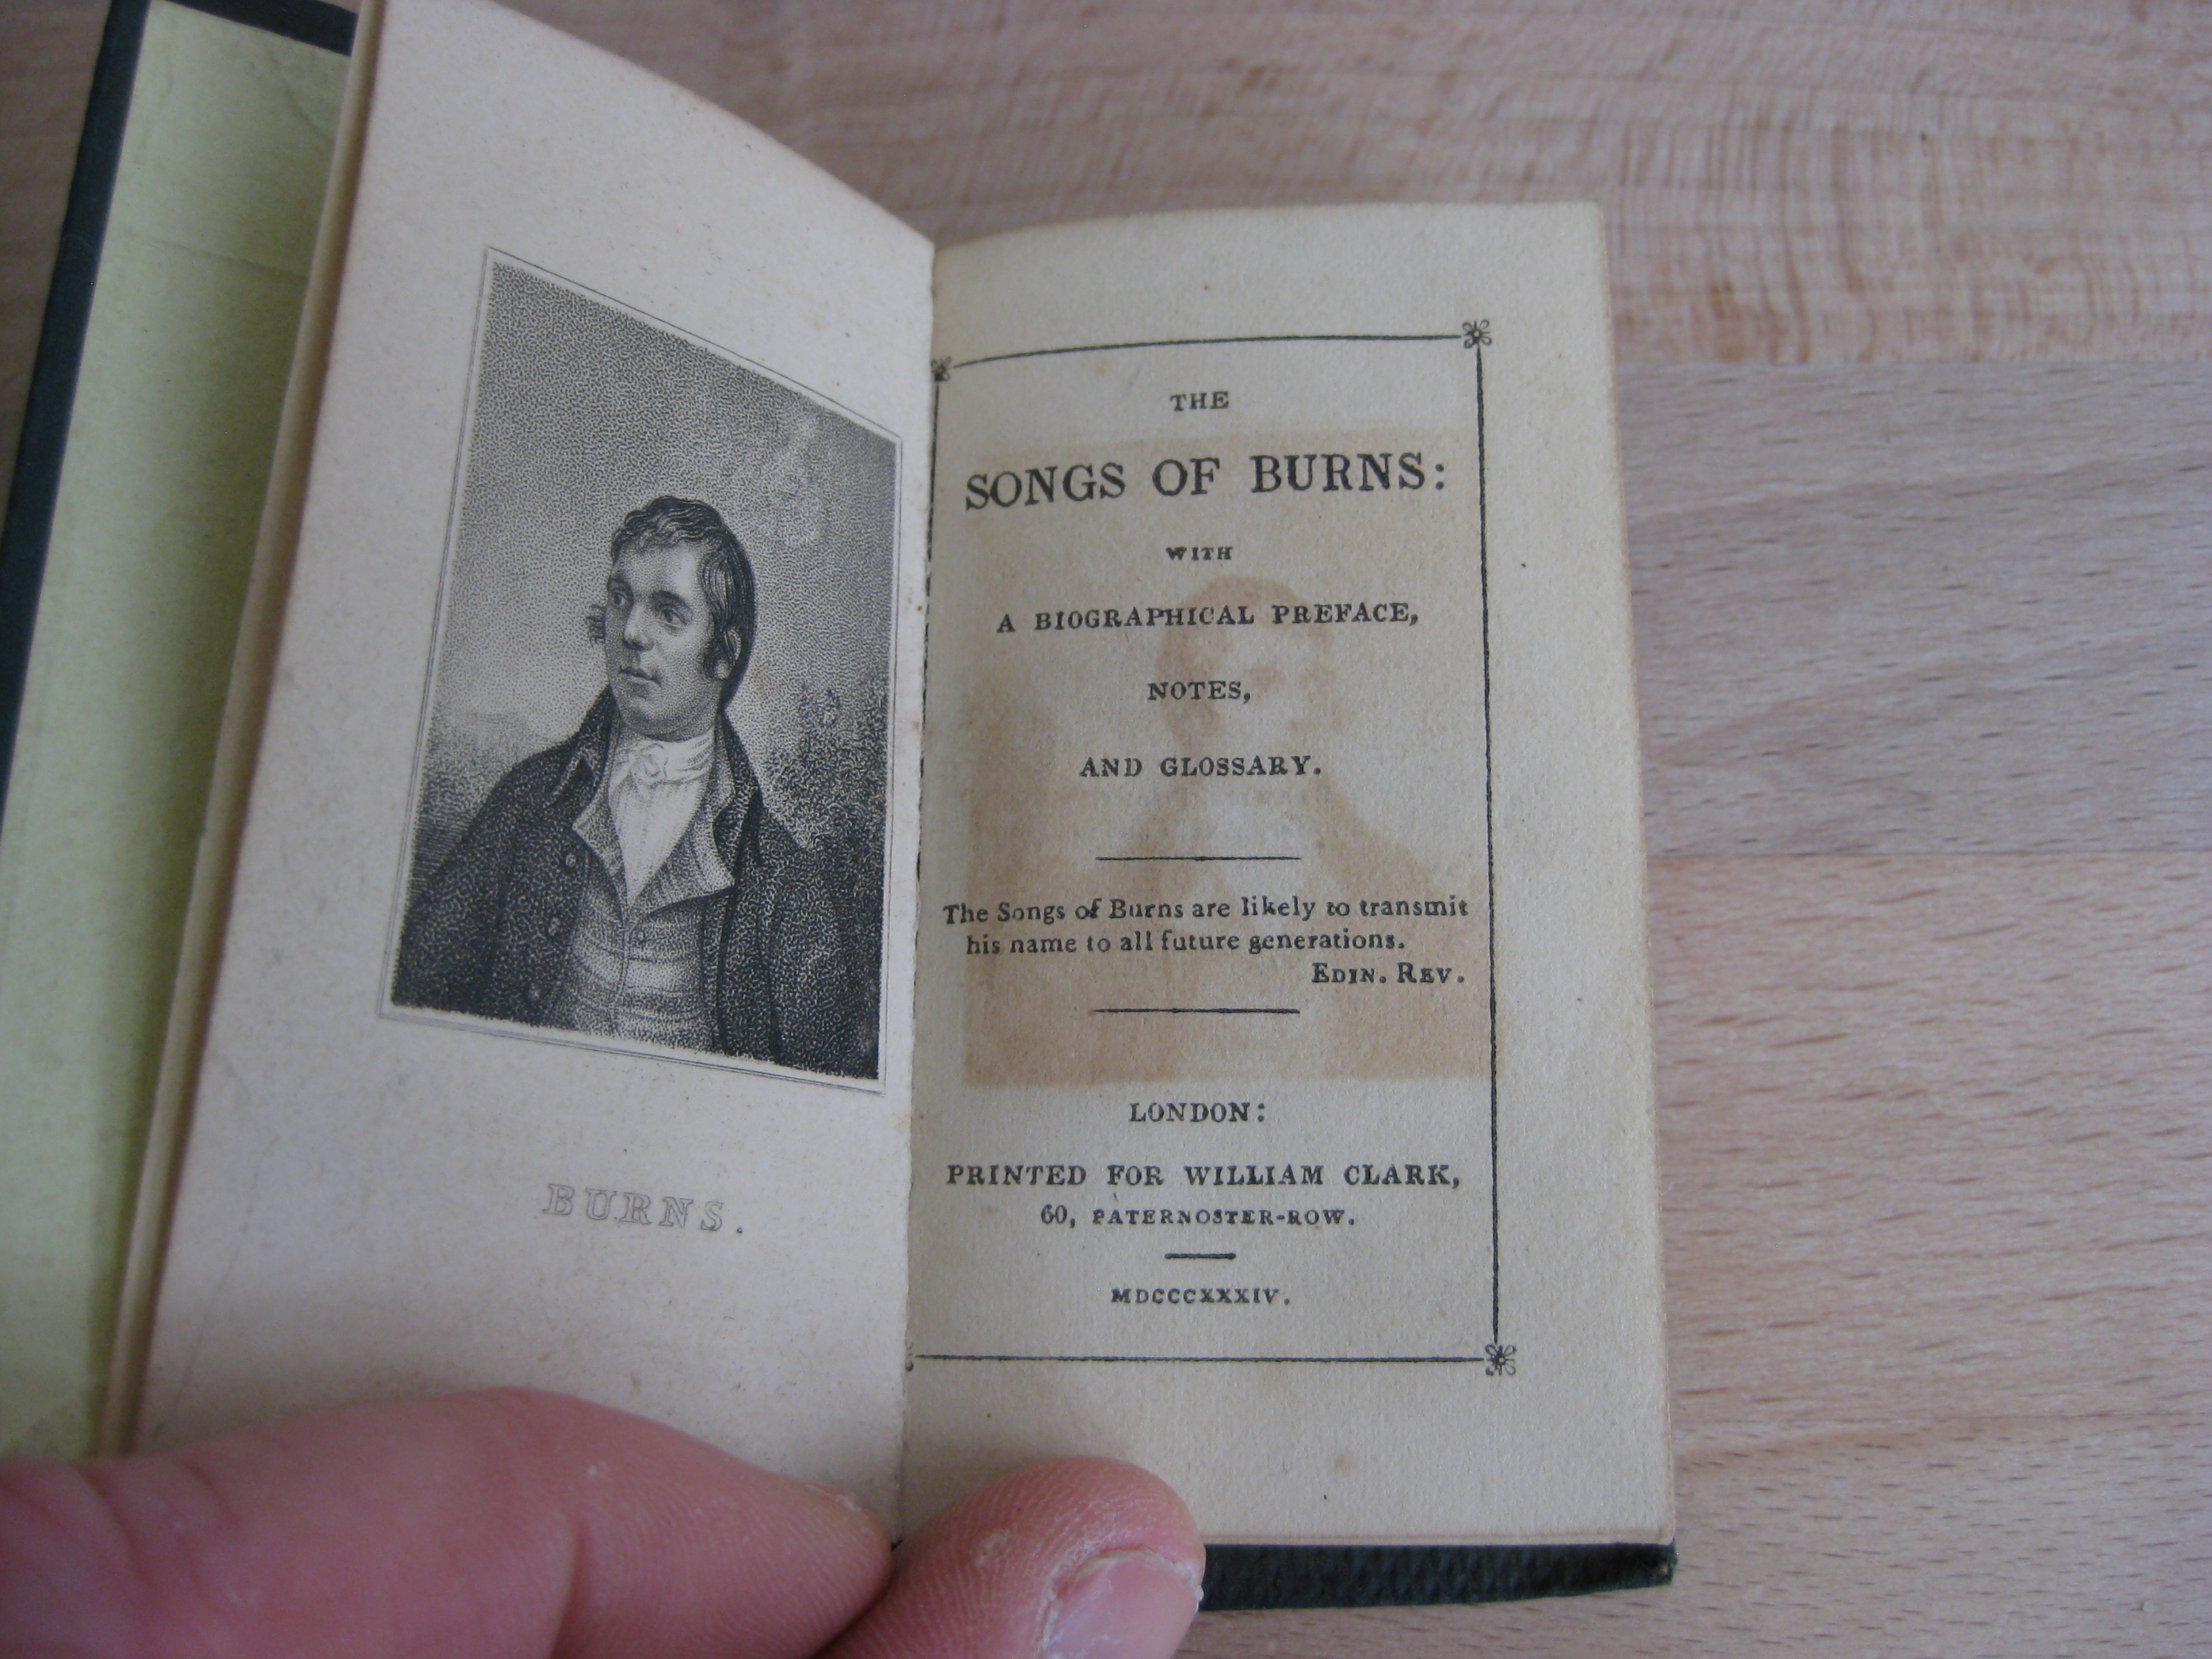 BURNS.
THE
SONGS OF BURNS:
WITH
A BIOGRAPHICAL PREFACE,
NOTES,
AND GLOSSARY.
The Songs of Burns are likely to transmit
his name to all future generations.
EDIN. REV.
LONDON:
PRINTED FOR WILLIAM CLARK,
60, PATERNOSTER-ROW.
MDCCCXXXIV.